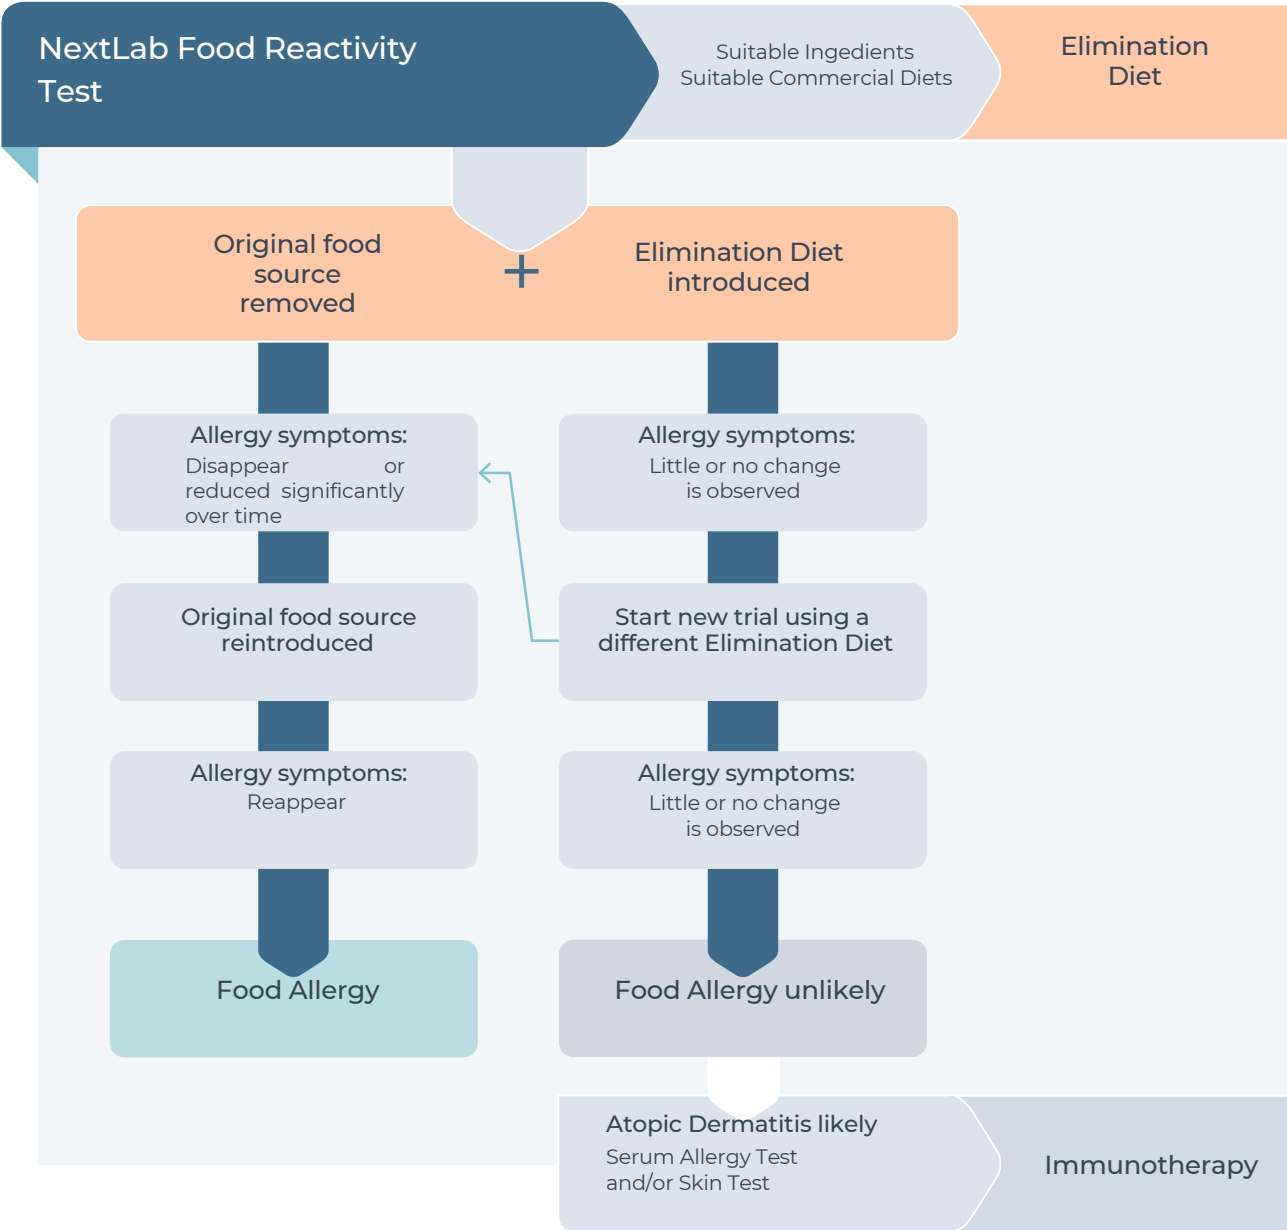 NextLab Food Reactivity
Test
Suitable Ingedients
Suitable Commercial Diets
Elimination
Diet
Original food
source
removed
+
Elimination Diet
introduced
Allergy symptoms:
Disappear or
reduced significantly
over time
Allergy symptoms:
Little or no change
is observed
Original food source
reintroduced
Start new trial using a
different Elimination Diet
Allergy symptoms:
Reappear
Allergy symptoms:
Little or no change
is observed
Food Allergy
Food Allergy unlikely
Atopic Dermatitis likely
Serum Allergy Test
and/or Skin Test
Immunotherapy